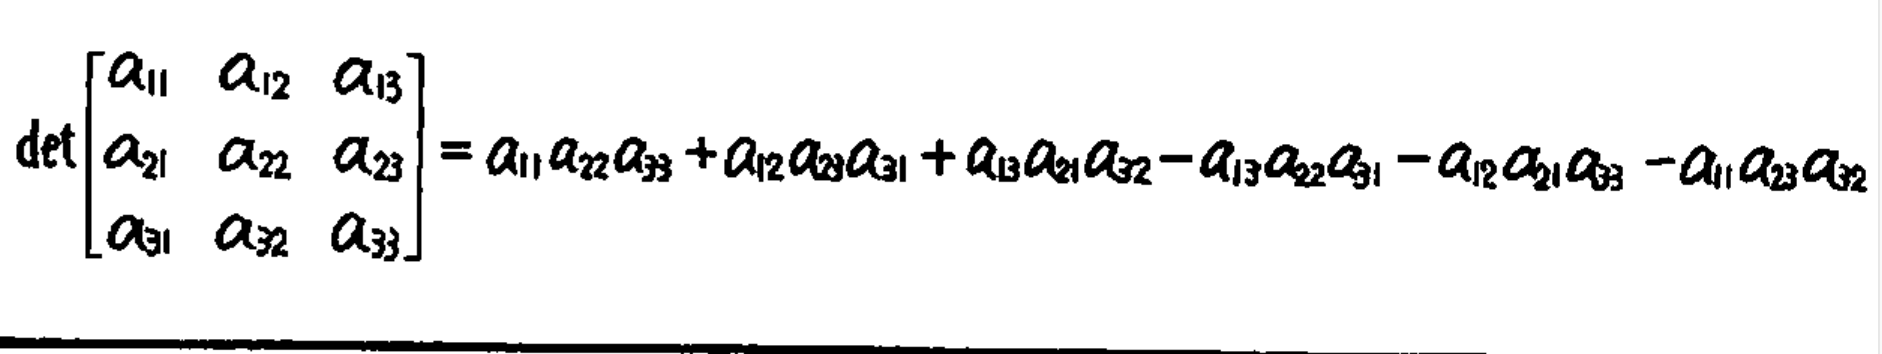 det [a₁₁ a₁₂ a₁₃
a₂₁ a₂₂ a₂₃
a₃₁ a₃₂ a₃₃] = a₁₁a₂₂a₃₃ + a₁₂a₂₃a₃₁ + a₁₃a₂₁a₃₂ − a₁₃a₂₂a₃₁ − a₁₂a₂₁a₃₃ − a₁₁a₂₃a₃₂